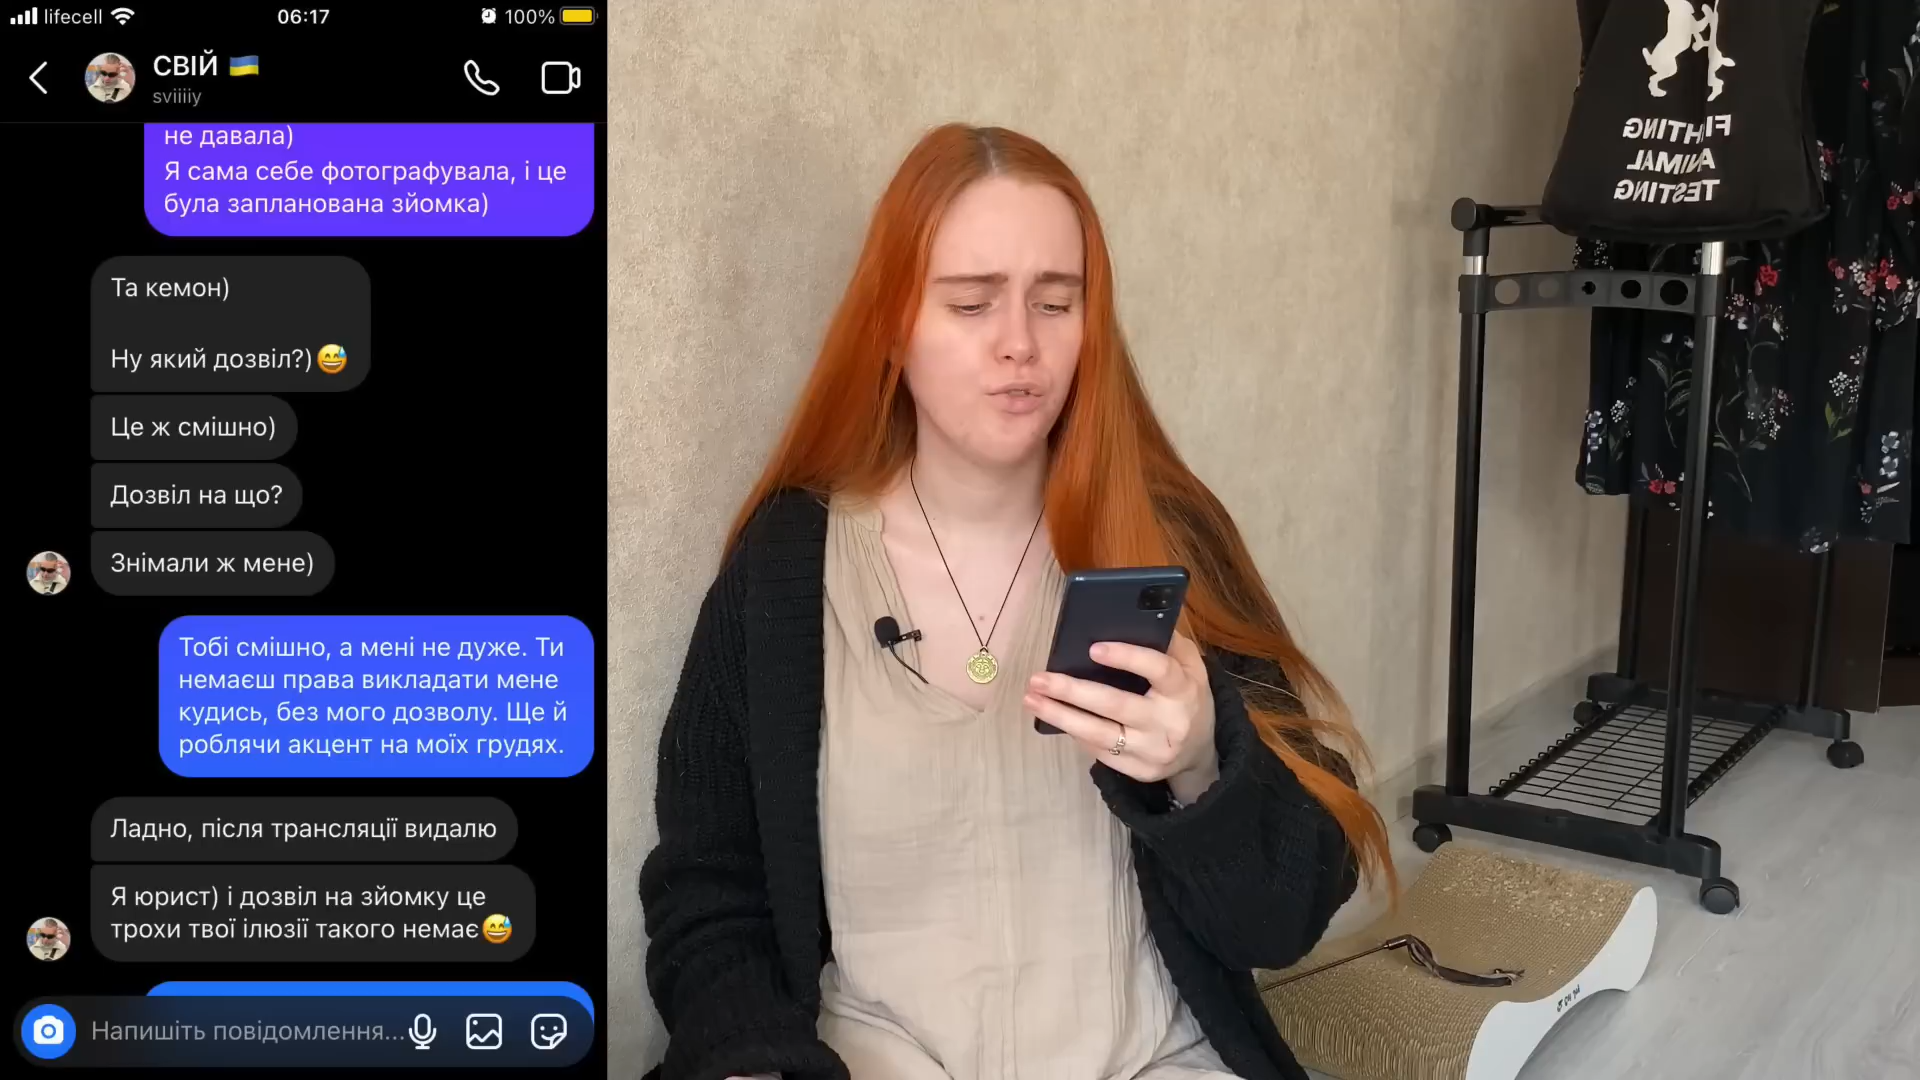 lifecell 06:17 100%
СВІЙ 🇺🇦
sviiiiy
не давала)
Я сама себе фотографувала, і це
була запланована зйомка)
Та кемон)
Ну який дозвіл?)😅
Це ж смішно)
Дозвіл на що?
Знімали ж мене)
Тобі смішно, а мені не дуже. Ти
немаєш права викладати мене
кудись, без мого дозволу. Ще й
роблячи акцент на моїх грудях.
Ладно, після трансляції видалю
Я юрист) і дозвіл на зйомку це
трохи твої ілюзії такого немає😅
Напишіть повідомлення...
FIGHTING
ANIMAL
TESTING